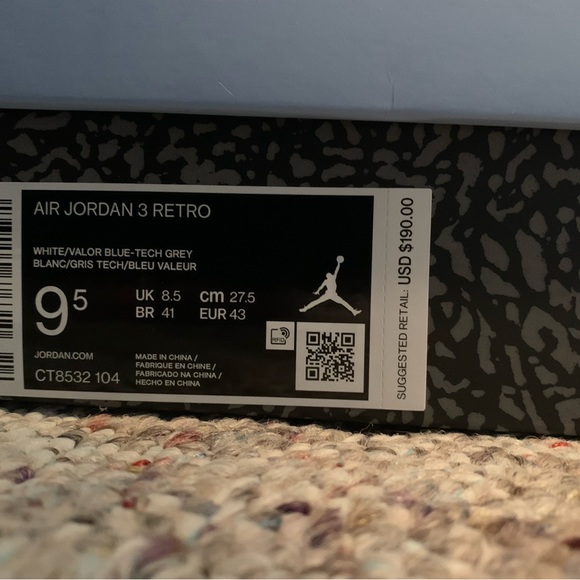 AIR JORDAN 3 RETRO
WHITE/VALOR BLUE-TECH GREY
BLANC/GRIS TECH/BLEU VALEUR
9⁵
UK 8.5 cm 27.5
BR 41 EUR 43
RFID
JORDAN.COM
CT8532 104
MADE IN CHINA /
FABRIQUE EN CHINE /
FABRICADO NA CHINA /
HECHO EN CHINA
SUGGESTED RETAIL: USD $190.00